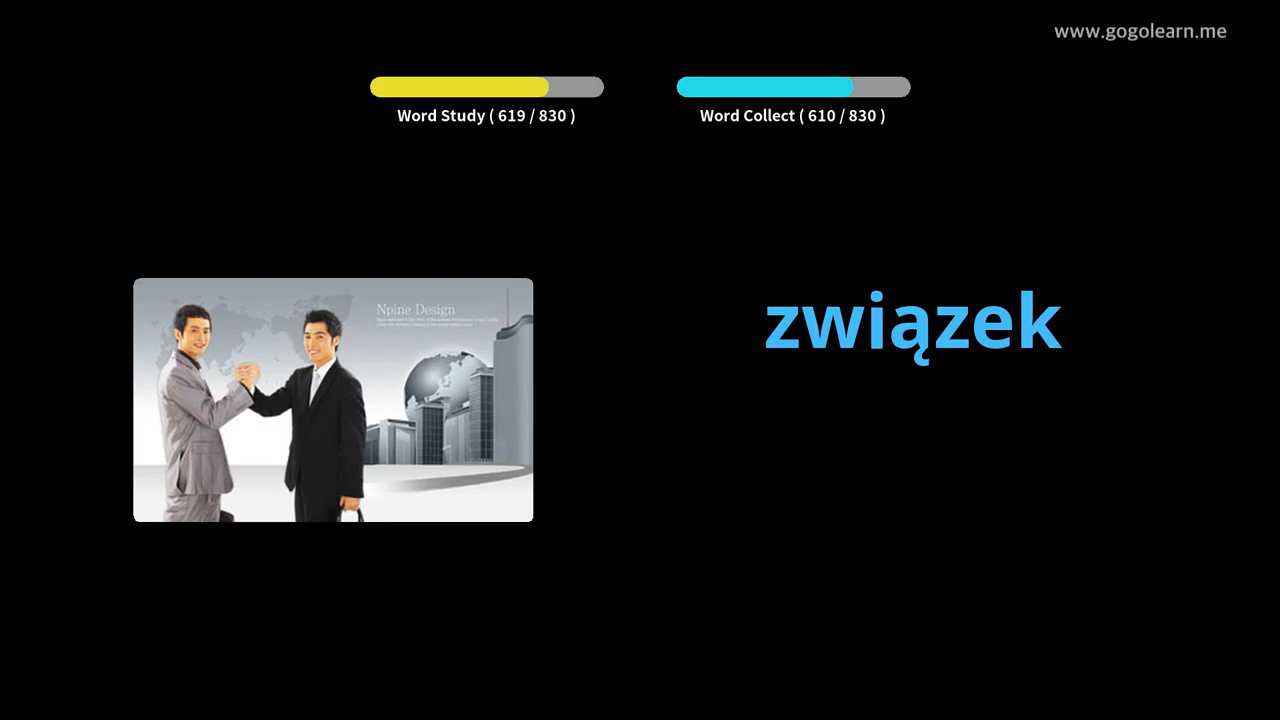 www.gogolearn.me
Word Study ( 619 / 830 )
Word Collect ( 610 / 830 )
Npine Design
związek